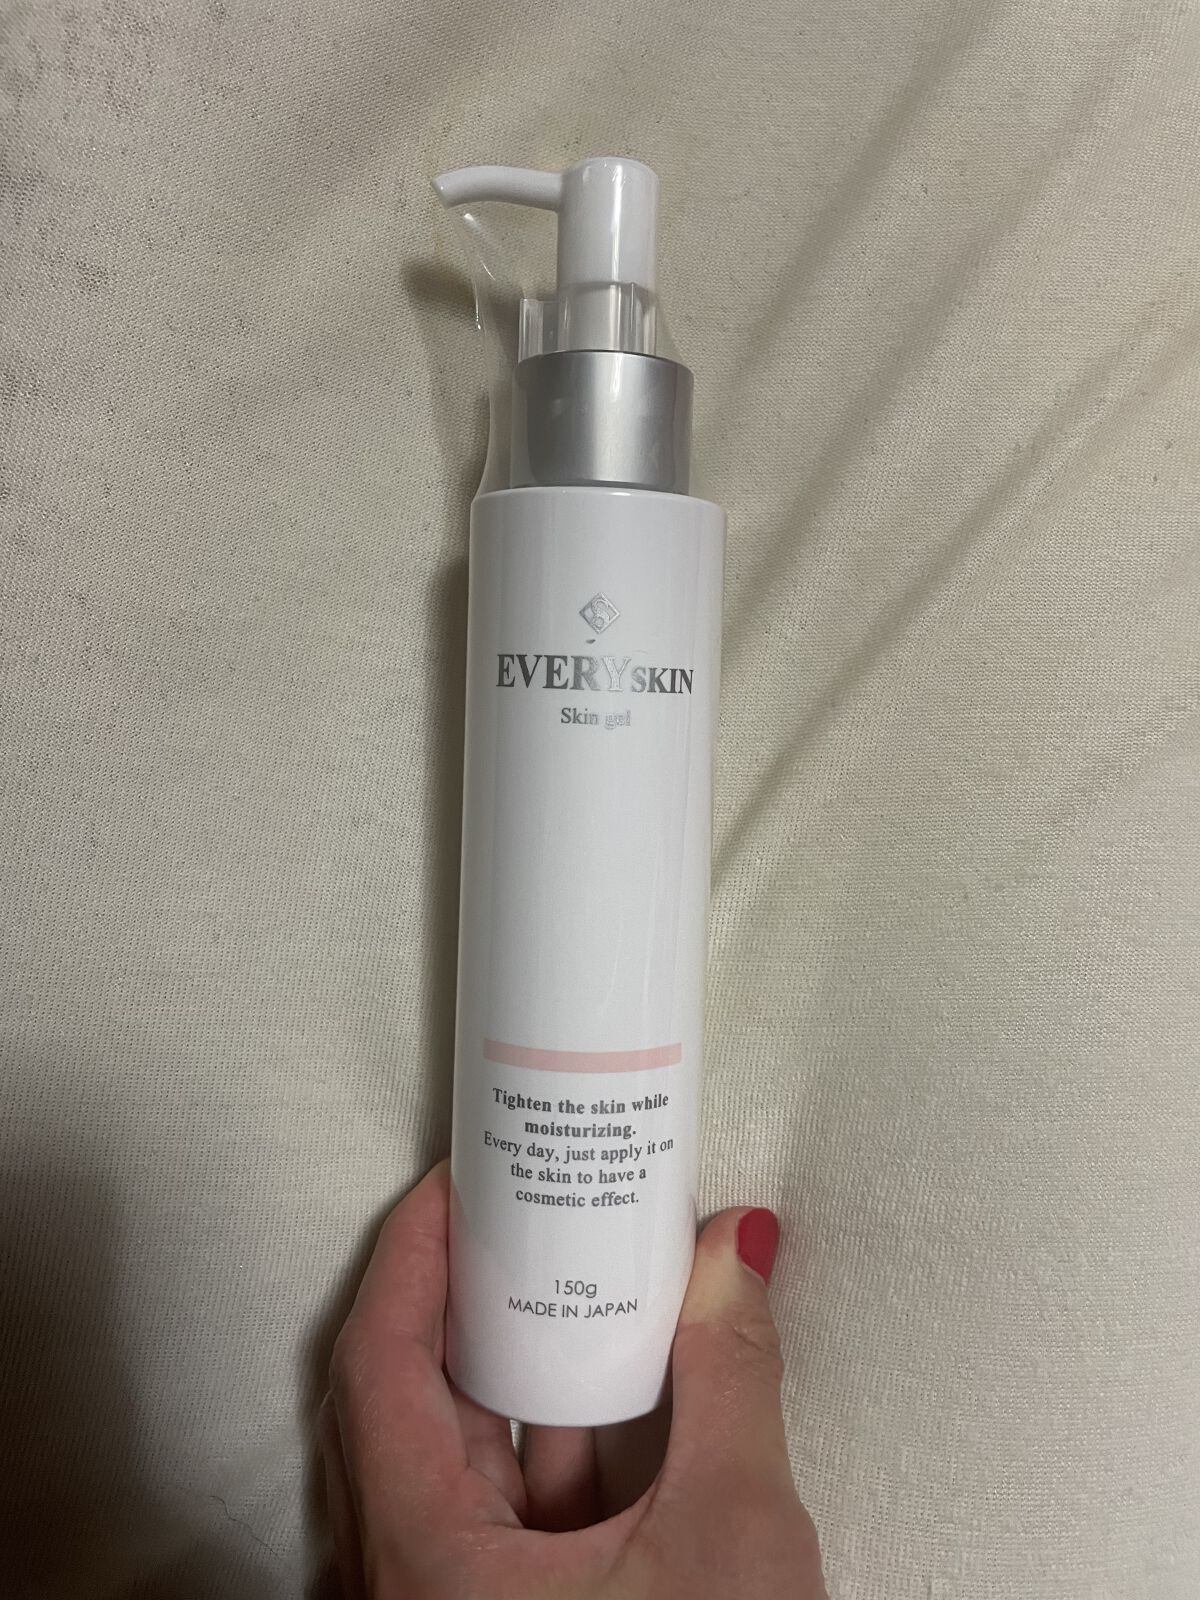 EVERYSKIN
Skin gel
Tighten the skin while
moisturizing.
Every day, just apply it on
the skin to have a
cosmetic effect.
150g
MADE IN JAPAN